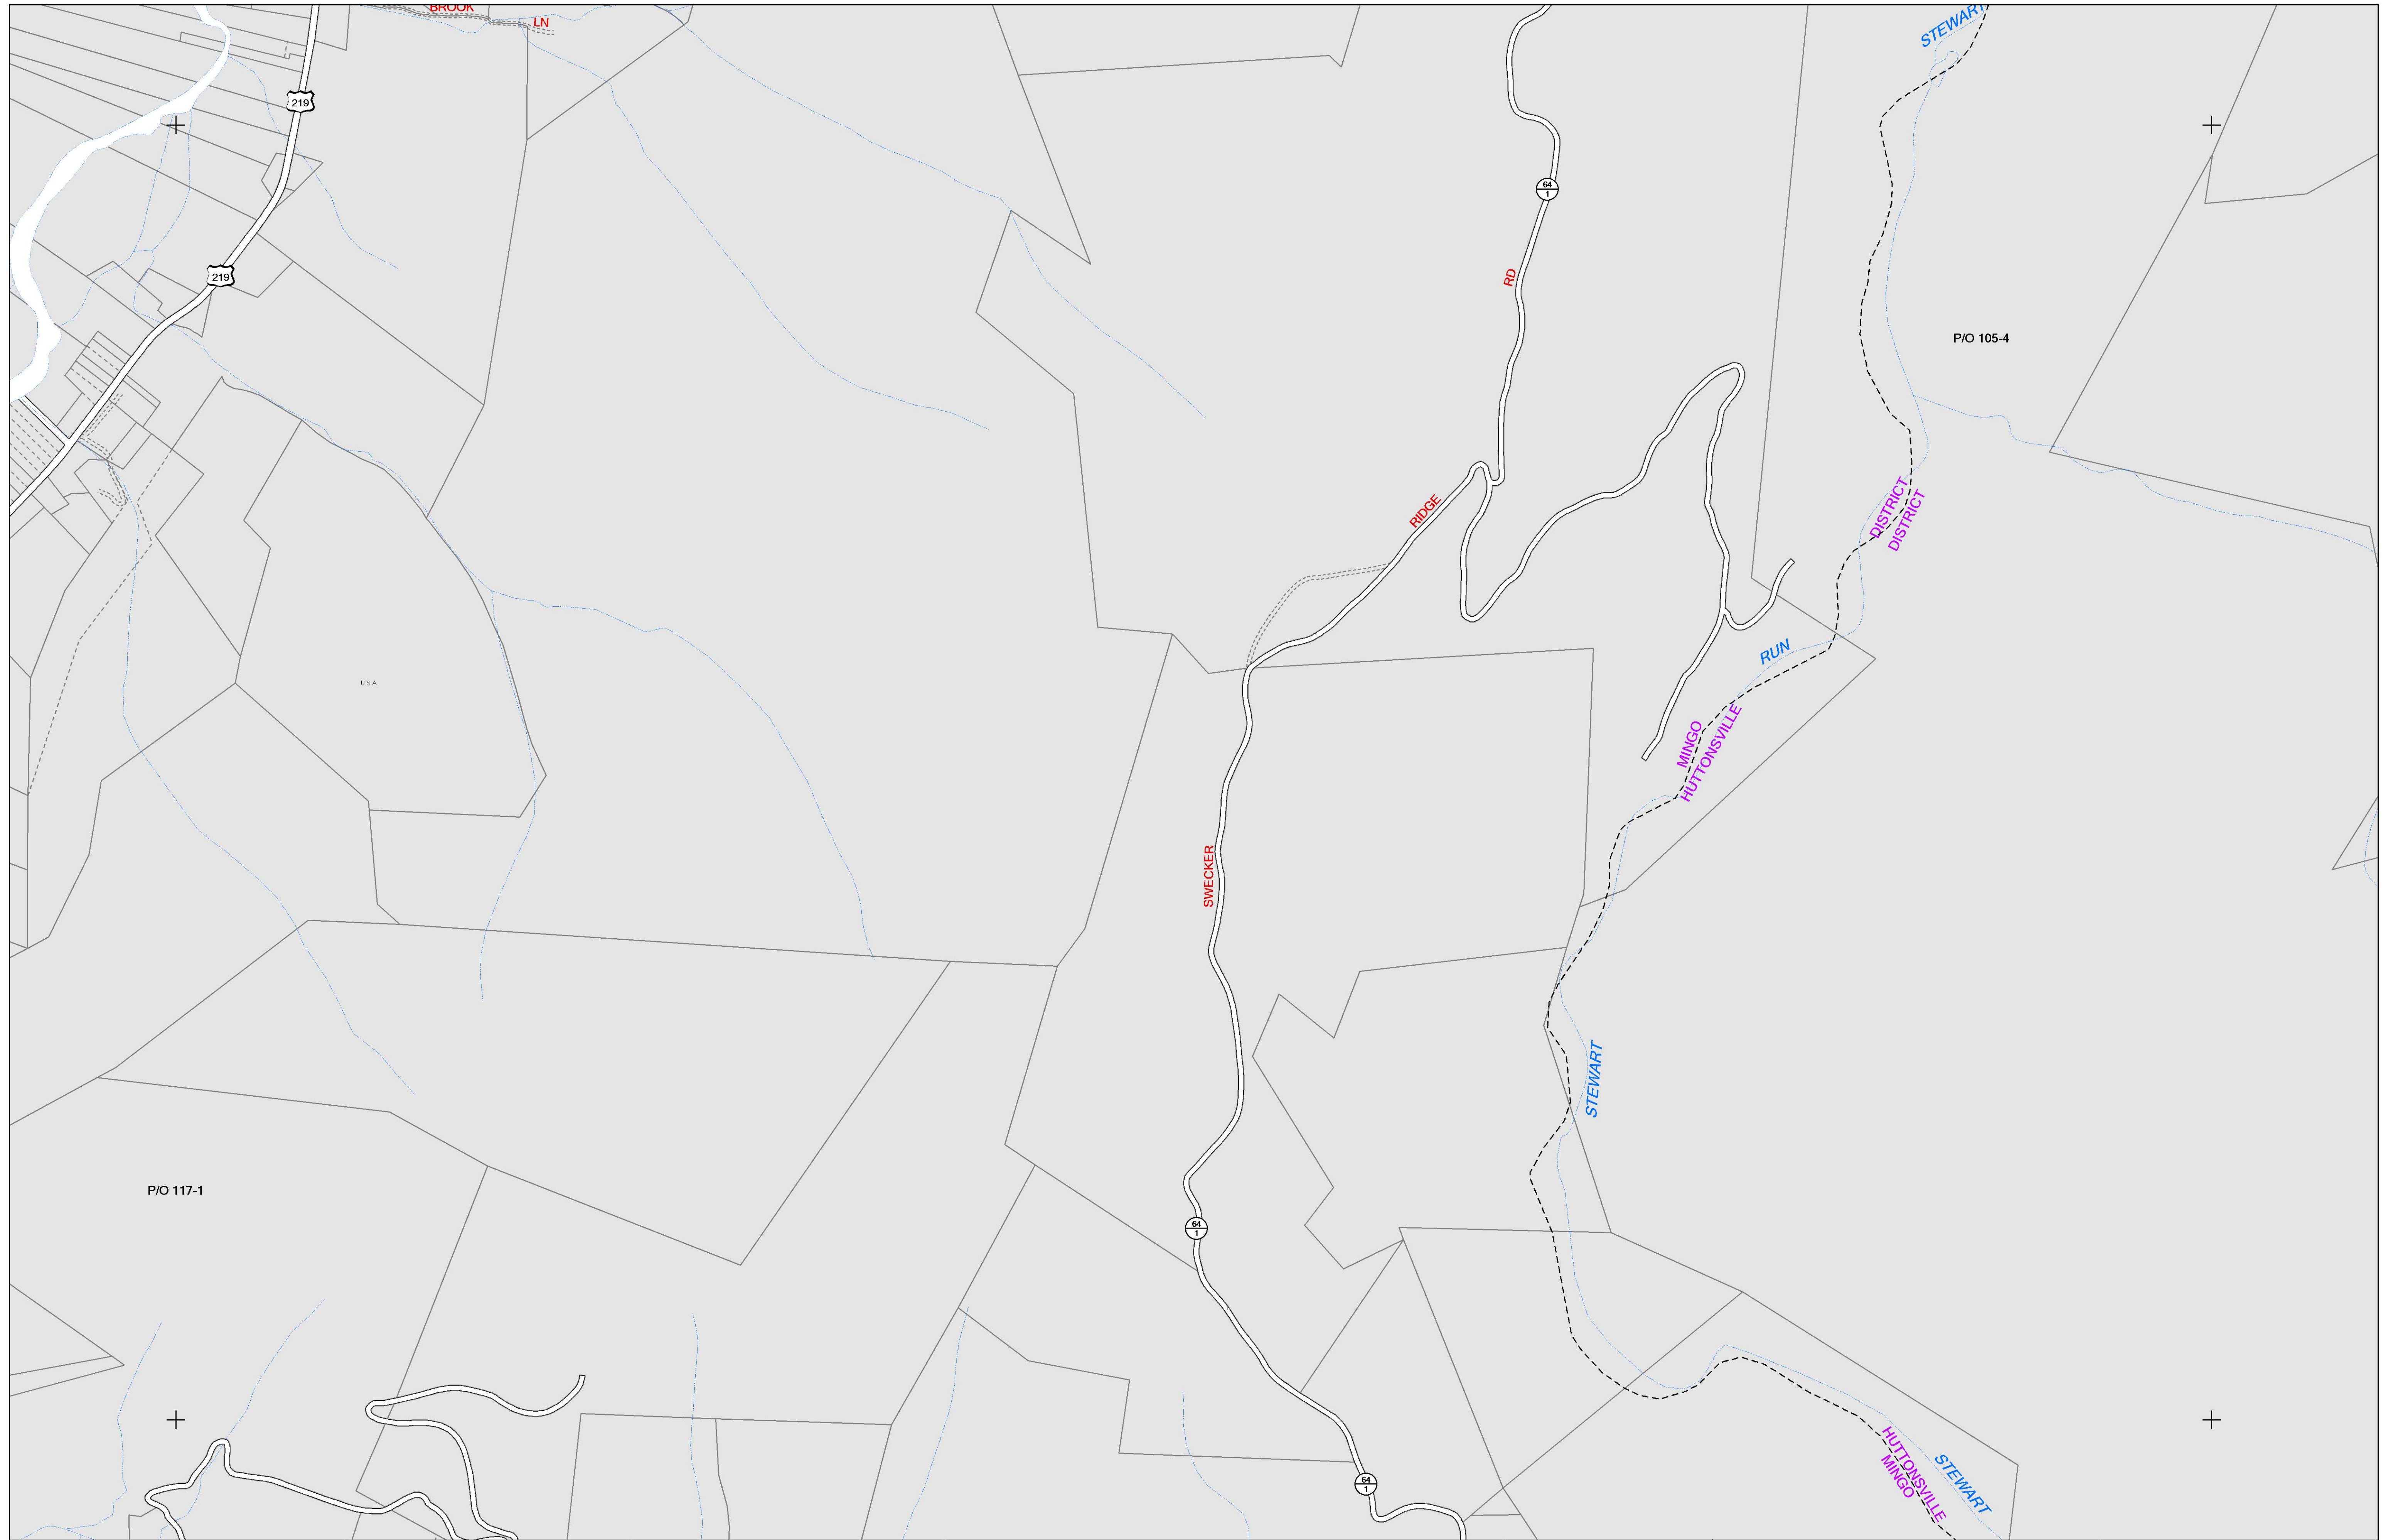 BROOK
LN
STEWART
219
64
1
219
RD
P/O 105-4
RIDGE
DISTRICT
DISTRICT
RUN
U.S.A.
MINGO
HUTTONSVILLE
SWECKER
STEWART
P/O 117-1
64
1
64
1
HUTTONSVILLE
MINGO
STEWART